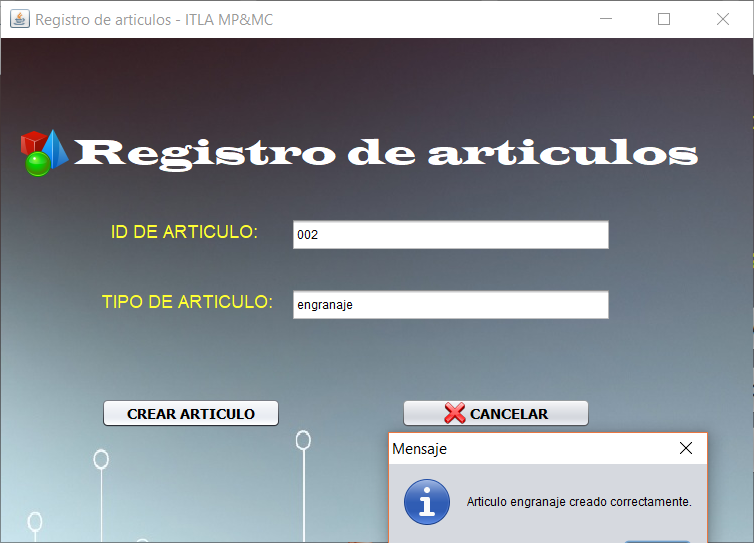 Registro de articulos - ITLA MP&MC
Registro de articulos
ID DE ARTICULO:
002
TIPO DE ARTICULO:
engranaje
CREAR ARTICULO
CANCELAR
Mensaje
Articulo engranaje creado correctamente.